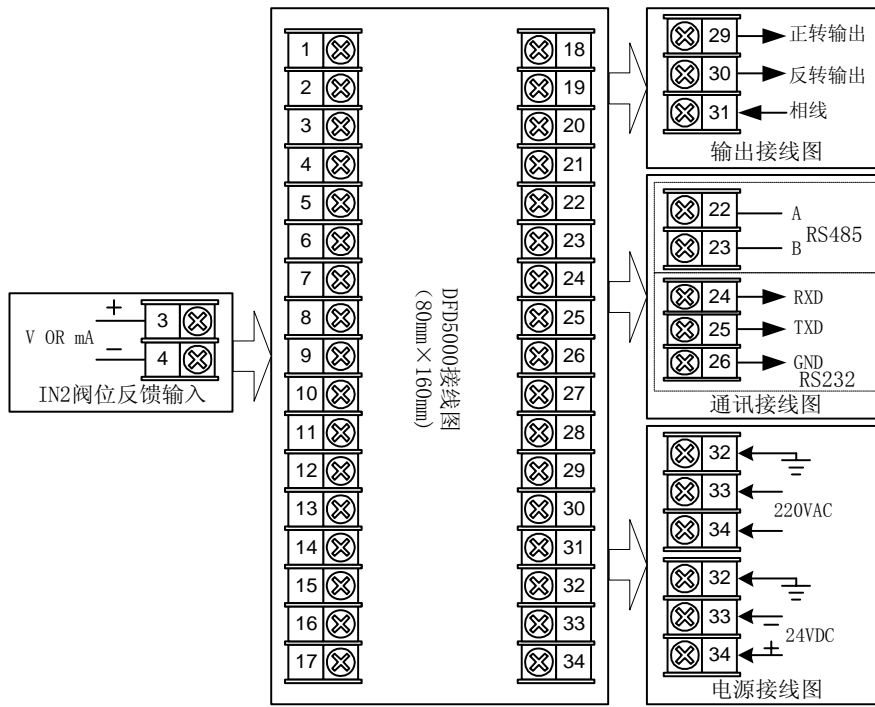 V OR mA
+
−
3
4
IN2阀位反馈输入
1
2
3
4
5
6
7
8
9
10
11
12
13
14
15
16
17
DFD5000接线图
(80mm×160mm)
18
19
20
21
22
23
24
25
26
27
28
29
30
31
32
33
34
29 正转输出
30 反转输出
31 相线
输出接线图
22 A
23 B
RS485
24 RXD
25 TXD
26 GND
RS232
通讯接线图
32
33
34
220VAC
32
33 −
34 +
24VDC
电源接线图